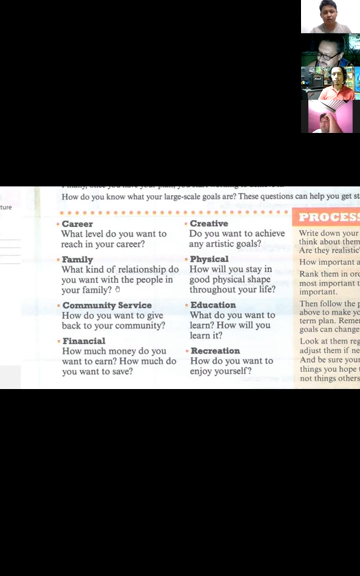 ture
How do you know what your large-scale goals are? These questions can help you get st
• Career
What level do you want to
reach in your career?
• Family
What kind of relationship do
you want with the people in
your family?
• Community Service
How do you want to give
back to your community?
• Financial
How much money do you
want to earn? How much do
you want to save?
• Creative
Do you want to achieve
any artistic goals?
• Physical
How will you stay in
good physical shape
throughout your life?
• Education
What do you want to
learn? How will you
learn it?
• Recreation
How do you want to
enjoy yourself?
PROCESS
Write down your
think about them
Are they realistic
How important a
Rank them in ord
most important t
important.
Then follow the p
above to make yo
term plan. Remem
goals can change
Look at them reg
adjust them if ne
And be sure your
things you hope t
not things others